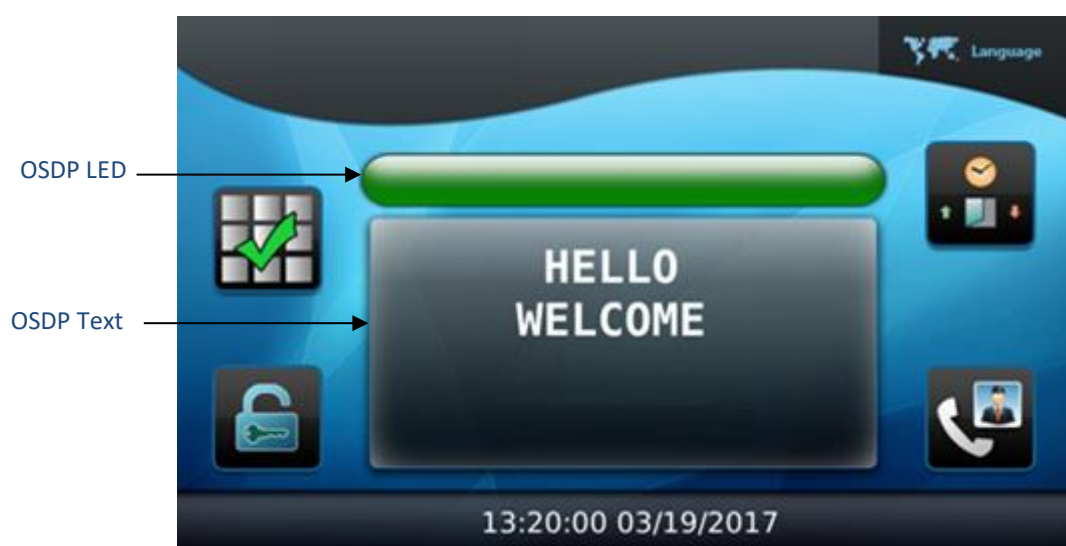 Language
OSDP LED
HELLO
WELCOME
OSDP Text
13:20:00 03/19/2017